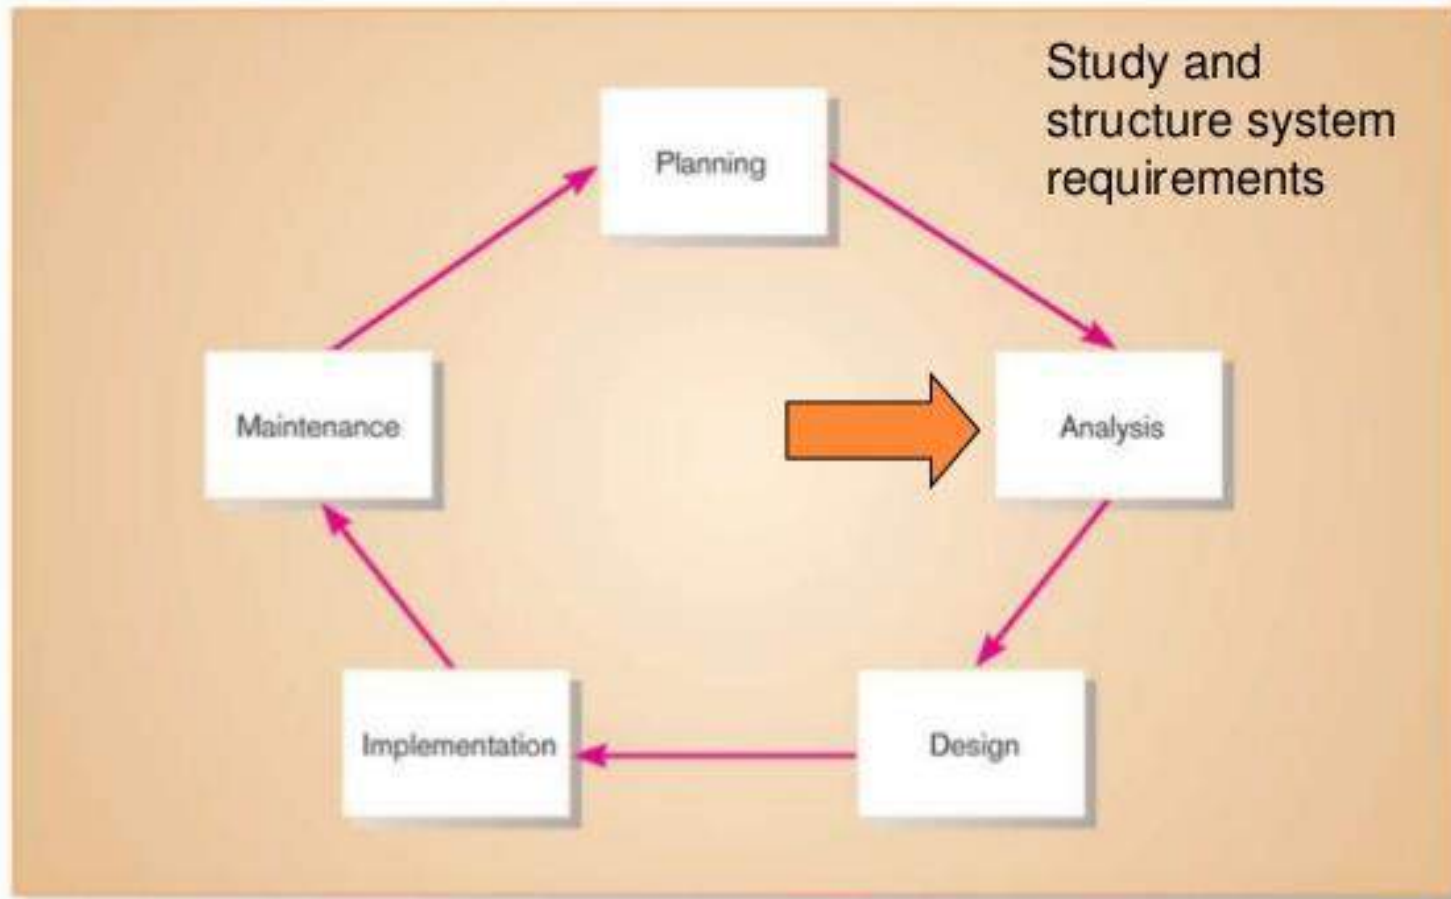 Study and
structure system
requirements
Planning
Maintenance
Analysis
Implementation
Design